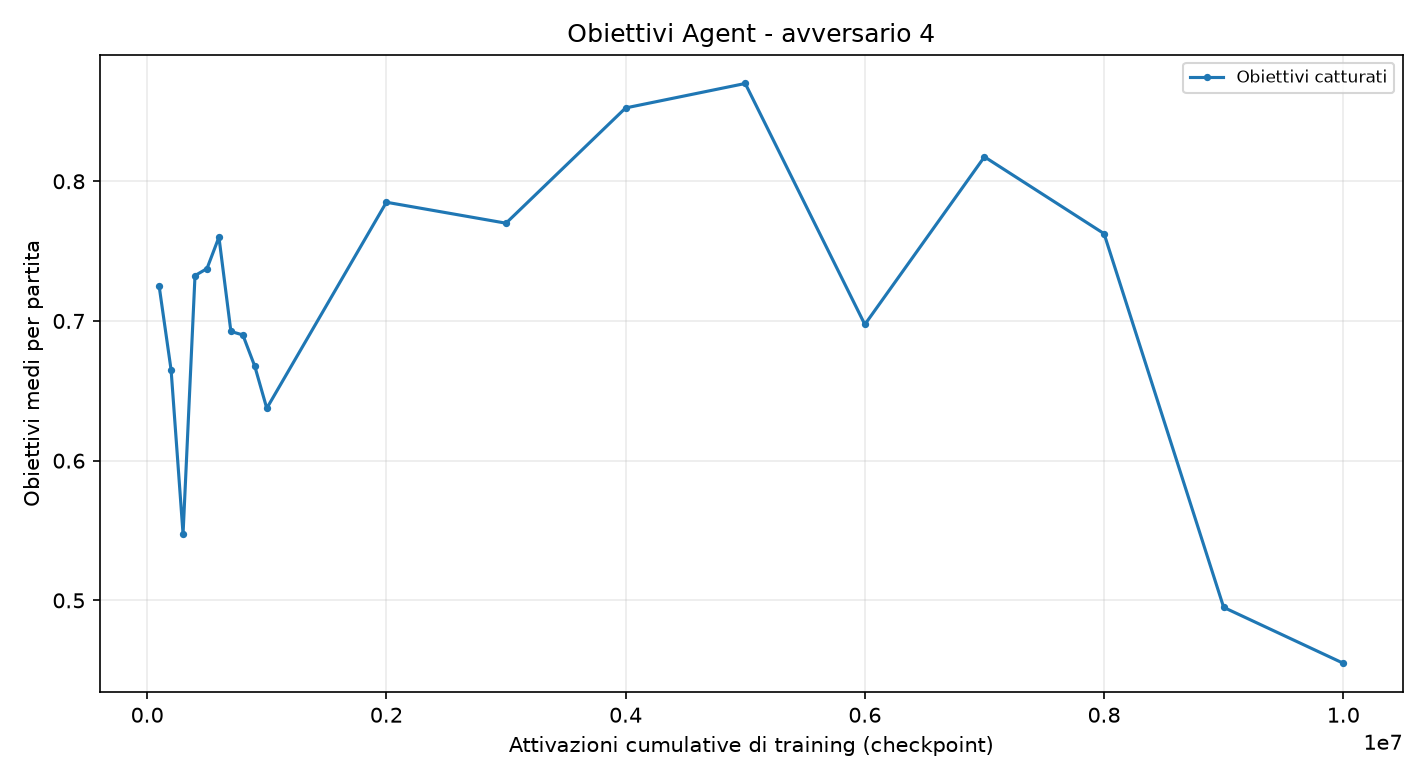 Obiettivi Agent - avversario 4
Obiettivi catturati
Obiettivi medi per partita
0.8
0.7
0.6
0.5
0.0 0.2 0.4 0.6 0.8 1.0
1e7
Attivazioni cumulative di training (checkpoint)